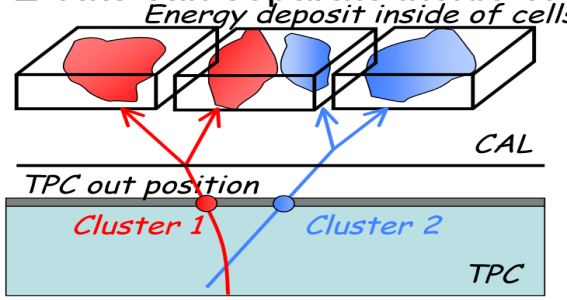 Energy deposit inside of cells
CAL
TPC out position
Cluster 1
Cluster 2
TPC